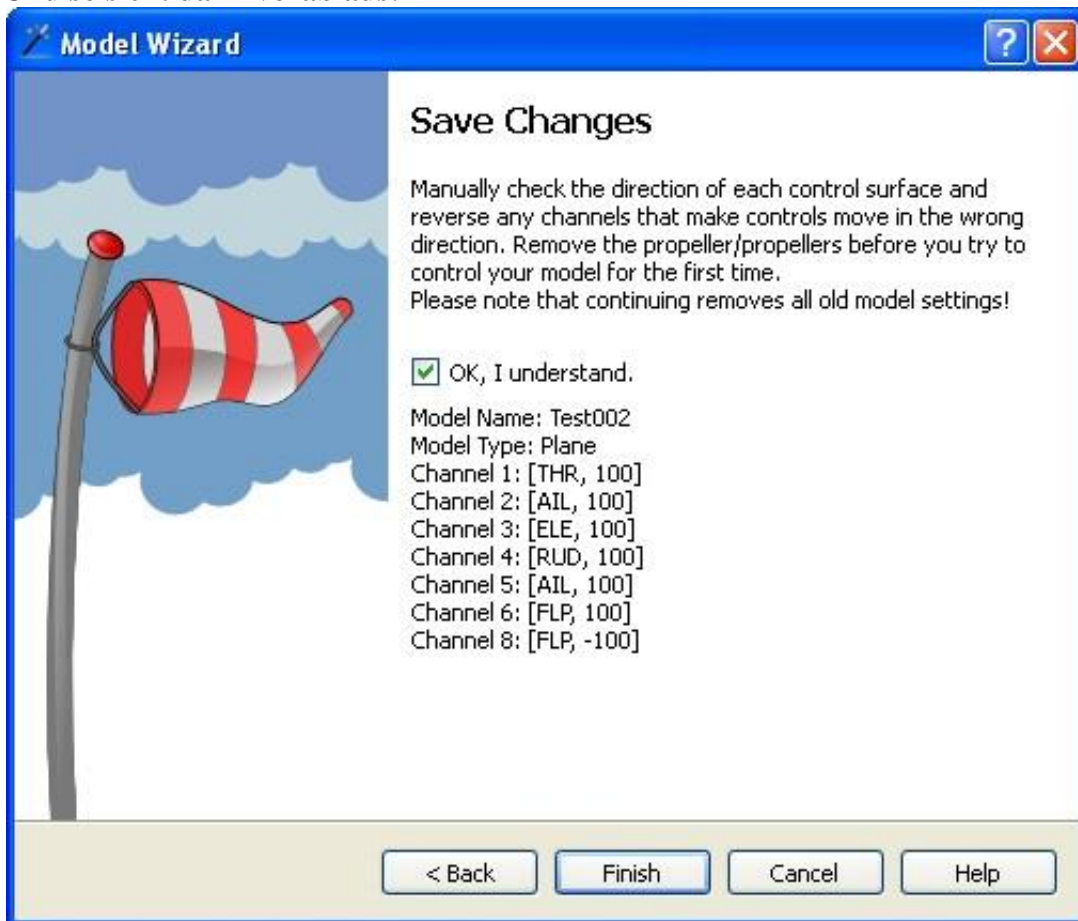 Model Wizard
Save Changes
Manually check the direction of each control surface and
reverse any channels that make controls move in the wrong
direction. Remove the propeller/propellers before you try to
control your model for the first time.
Please note that continuing removes all old model settings!
OK, I understand.
Model Name: Test002
Model Type: Plane
Channel 1: [THR, 100]
Channel 2: [AIL, 100]
Channel 3: [ELE, 100]
Channel 4: [RUD, 100]
Channel 5: [AIL, 100]
Channel 6: [FLP, 100]
Channel 8: [FLP, -100]
< Back
Finish
Cancel
Help